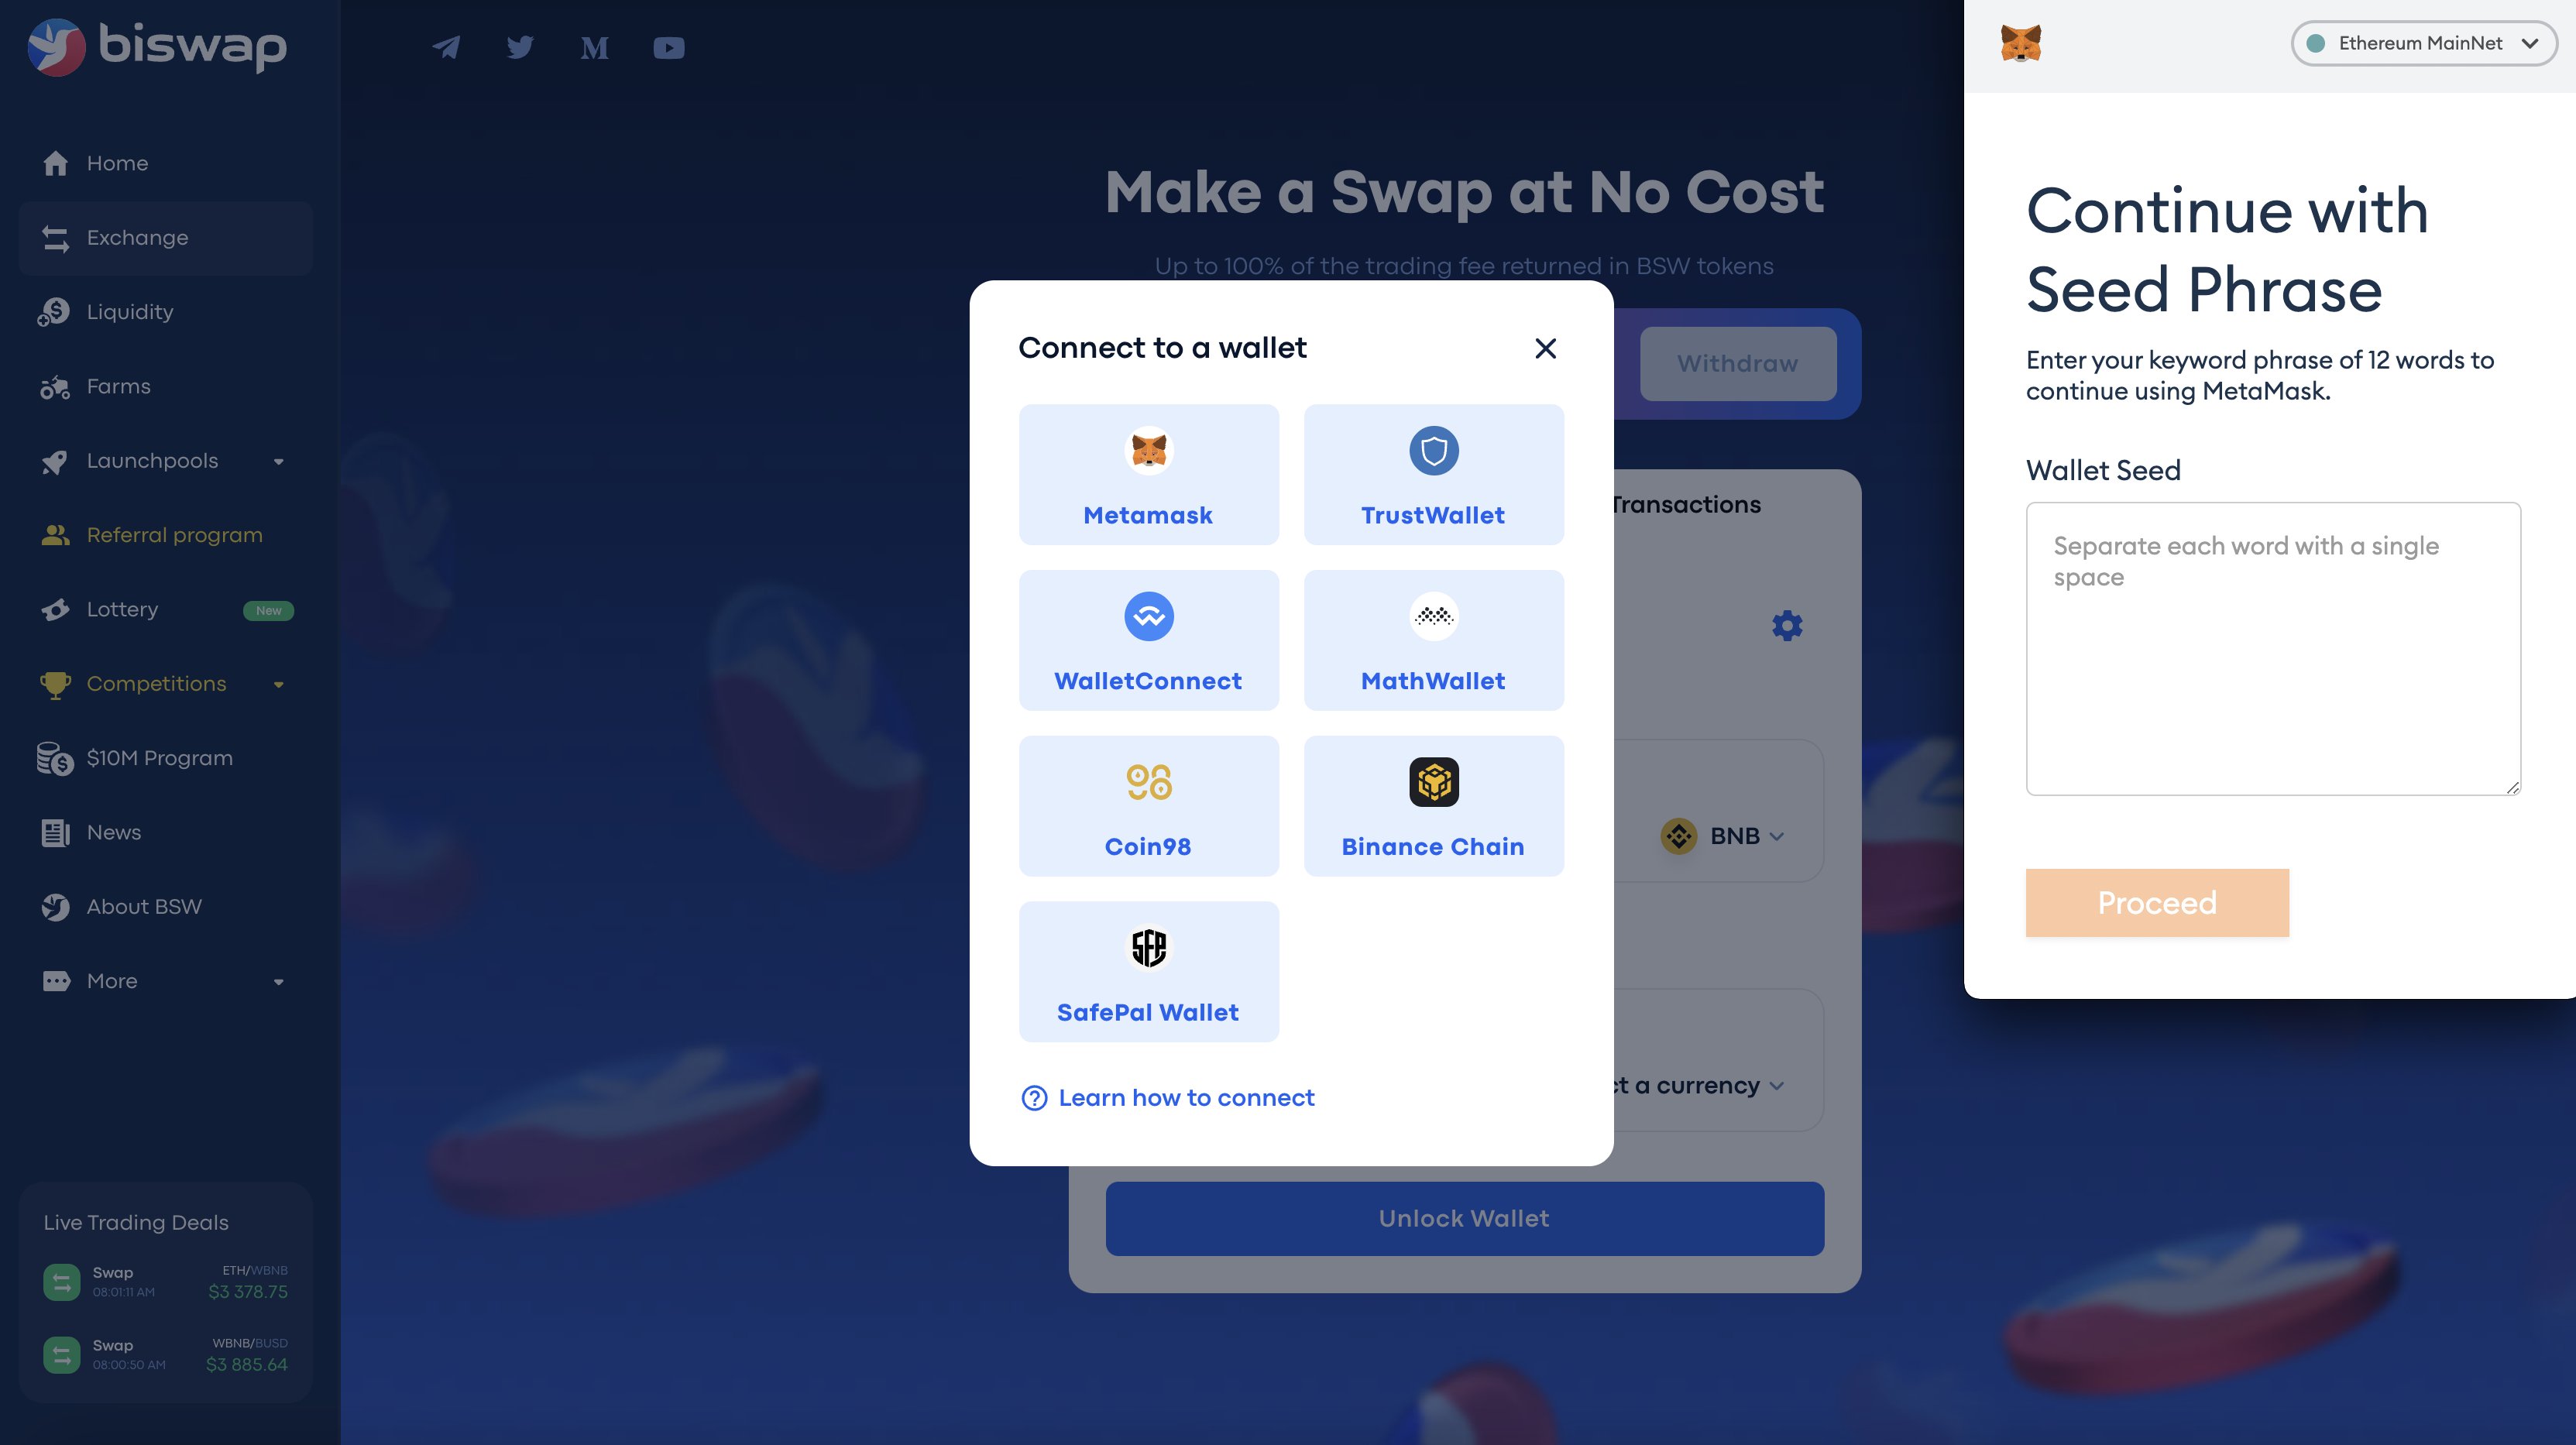 biswap
Home
Exchange
Liquidity
Farms
Launchpools
Referral program
Lottery
New
Competitions
$10M Program
News
About BSW
More
Live Trading Deals
Swap
ETH/WBNB
08:01:11 AM
$3 378.75
Swap
WBNB/BUSD
08:00:50 AM
$3 885.64
M
Make a Swap at No Cost
Up to 100% of the trading fee returned in BSW tokens
Withdraw
Transactions
BNB
ct a currency
Unlock Wallet
Connect to a wallet
Metamask
TrustWallet
WalletConnect
MathWallet
Coin98
Binance Chain
SFP
SafePal Wallet
Learn how to connect
Ethereum MainNet
Continue with
Seed Phrase
Enter your keyword phrase of 12 words to
continue using MetaMask.
Wallet Seed
Separate each word with a single
space
Proceed